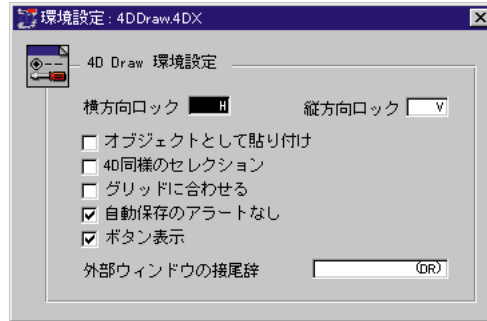 環境設定 : 4DDraw.4DX
4D Draw 環境設定
横方向ロック H 縦方向ロック V
オブジェクトとして貼り付け
4D同様のセレクション
グリッドに合わせる
自動保存のアラートなし
ボタン表示
外部ウィンドウの接尾辞 (DR)